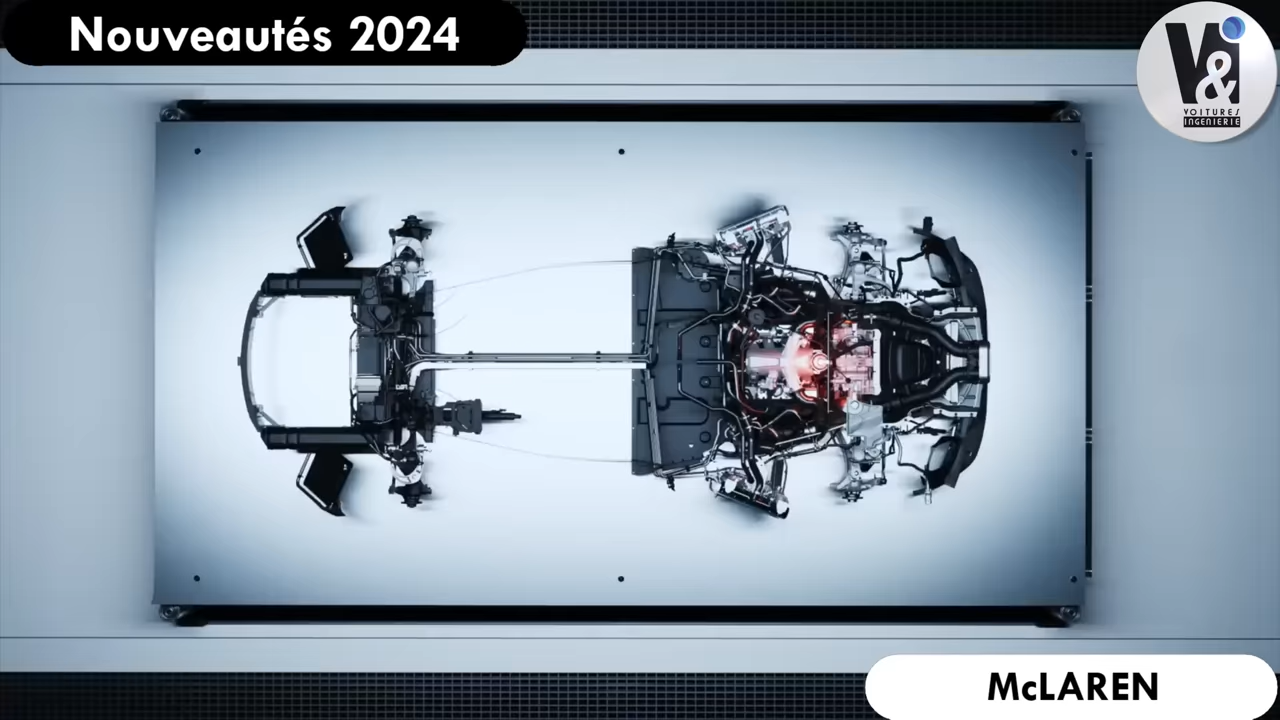 Nouveautés 2024
V&i
VOITURES
INGENIERIE
McLAREN